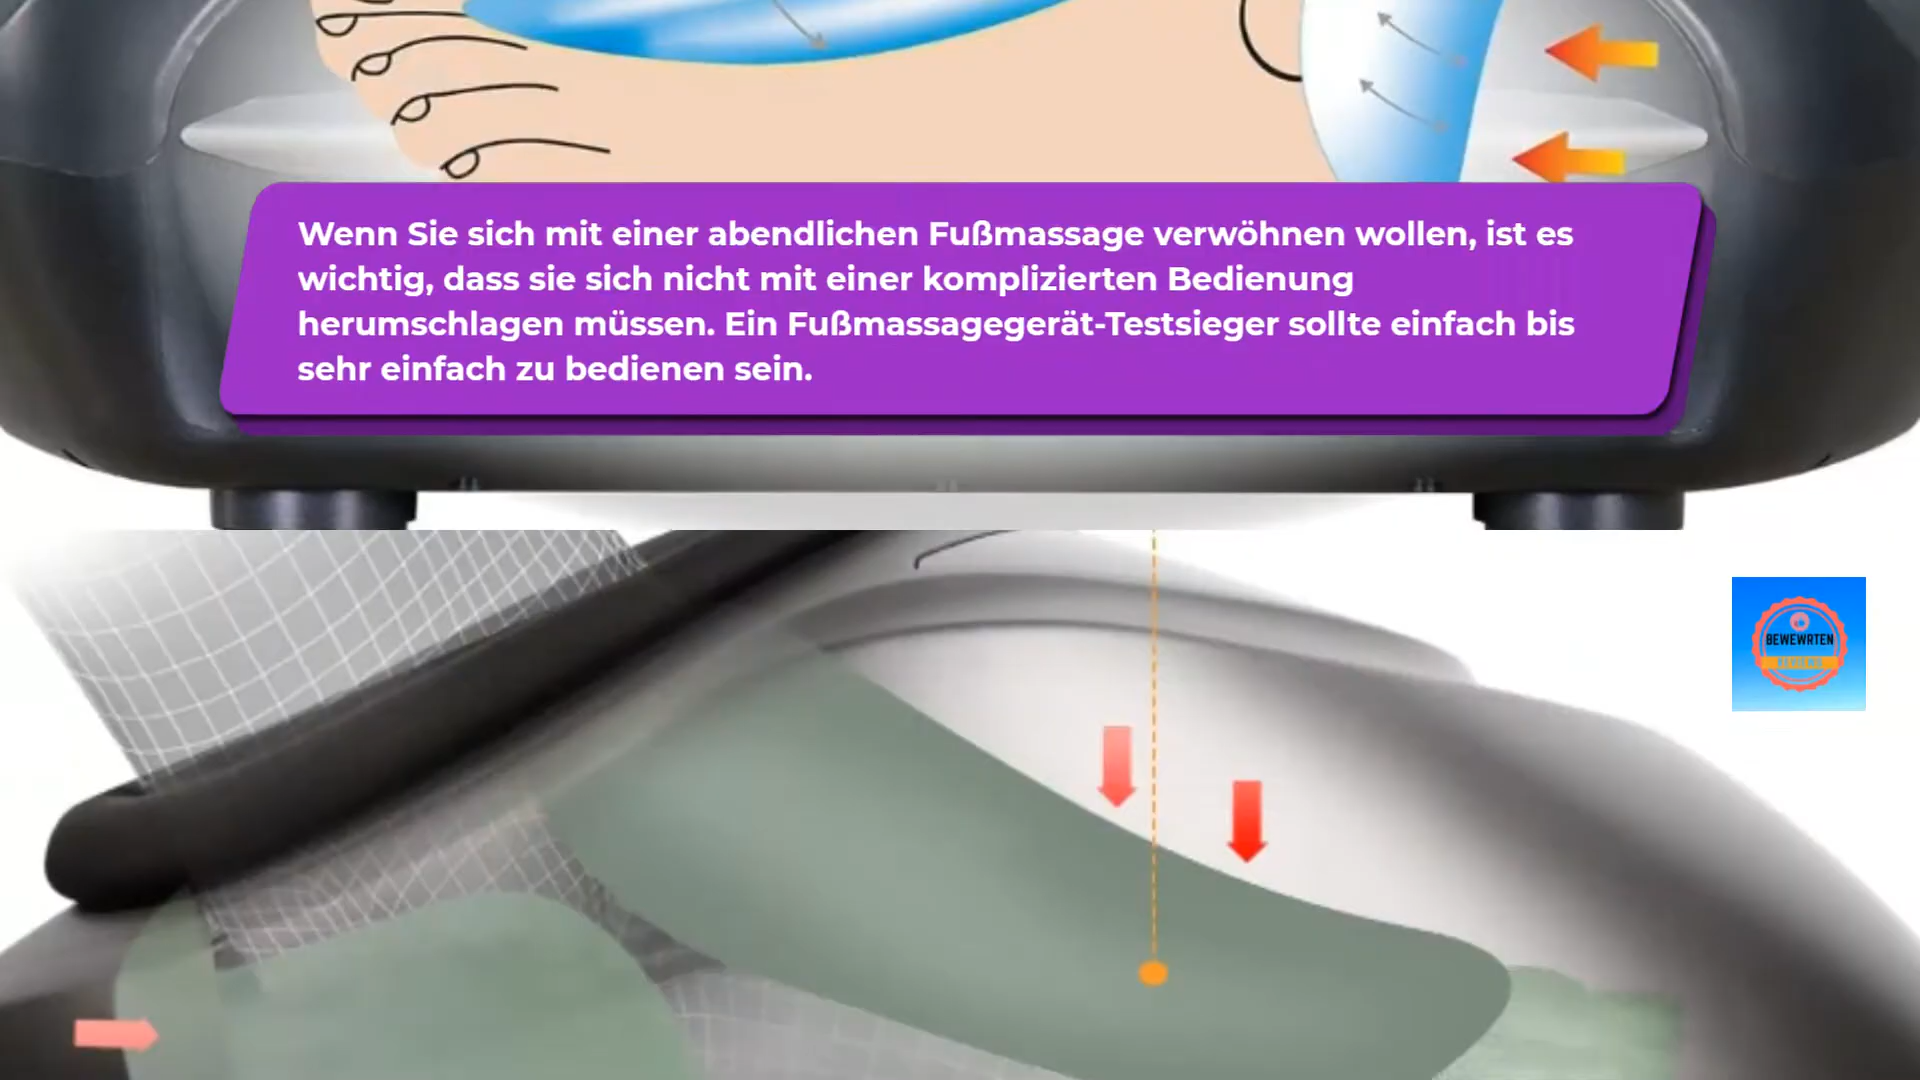 Wenn Sie sich mit einer abendlichen Fußmassage verwöhnen wollen, ist es
wichtig, dass sie sich nicht mit einer komplizierten Bedienung
herumschlagen müssen. Ein Fußmassagegerät-Testsieger sollte einfach bis
sehr einfach zu bedienen sein.
BEWEWRTEN
REVIEWS